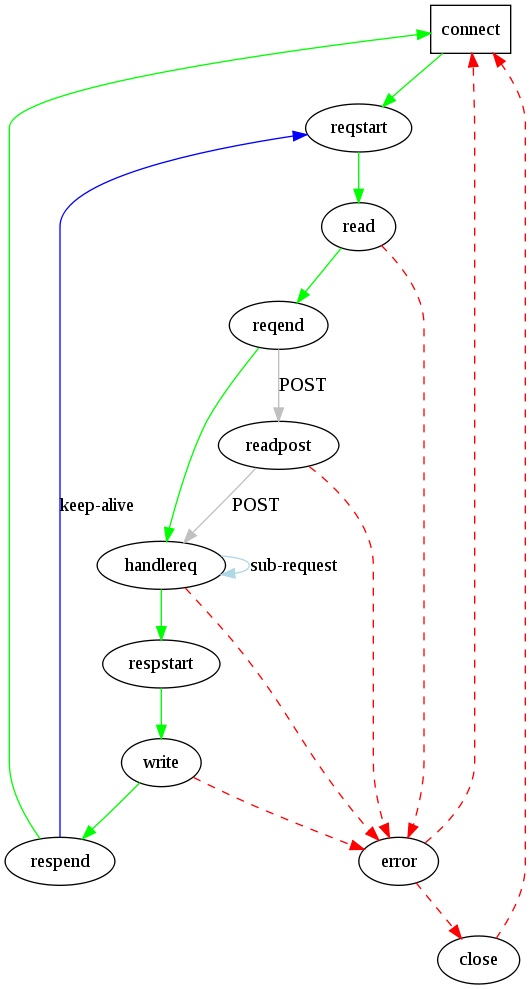 connect
reqstart
read
reqend
POST
readpost
keep-alive
POST
handlereq
sub-request
respstart
write
respend
error
close